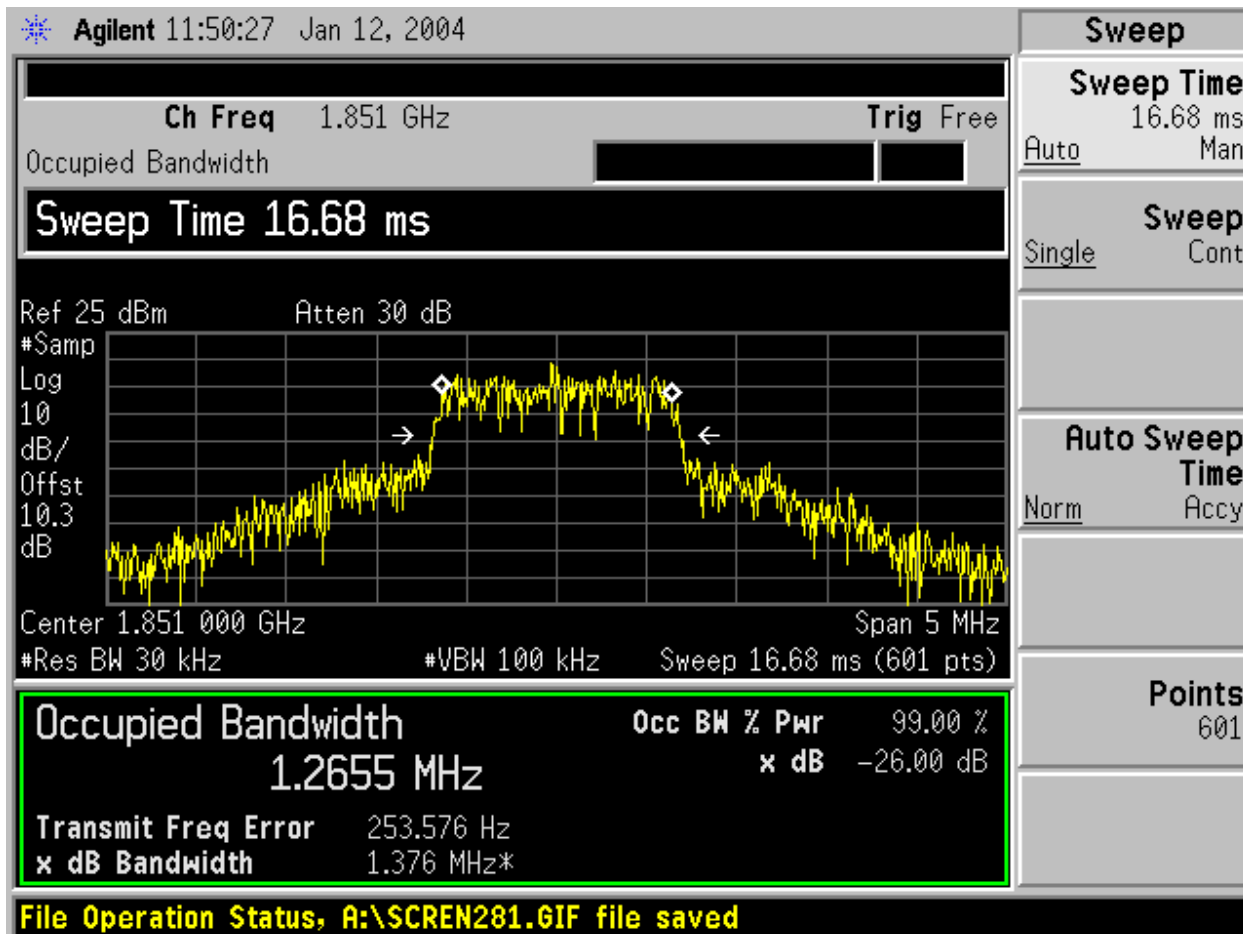 Agilent 11:50:27 Jan 12, 2004
Sweep
Ch Freq 1.851 GHz Trig Free
Occupied Bandwidth
Sweep Time 16.68 ms
Ref 25 dBm Atten 30 dB
#Samp
Log
10
dB/
Offst
10.3
dB
Center 1.851 000 GHz Span 5 MHz
#Res BW 30 kHz #VBW 100 kHz Sweep 16.68 ms (601 pts)
Occupied Bandwidth
1.2655 MHz
Occ BW % Pwr 99.00 %
x dB -26.00 dB
Transmit Freq Error 253.576 Hz
x dB Bandwidth 1.376 MHz*
File Operation Status, A:\SCREN281.GIF file saved
Sweep Time
16.68 ms
Auto Man
Sweep
Single Cont
Auto Sweep
Time
Norm Accy
Points
601